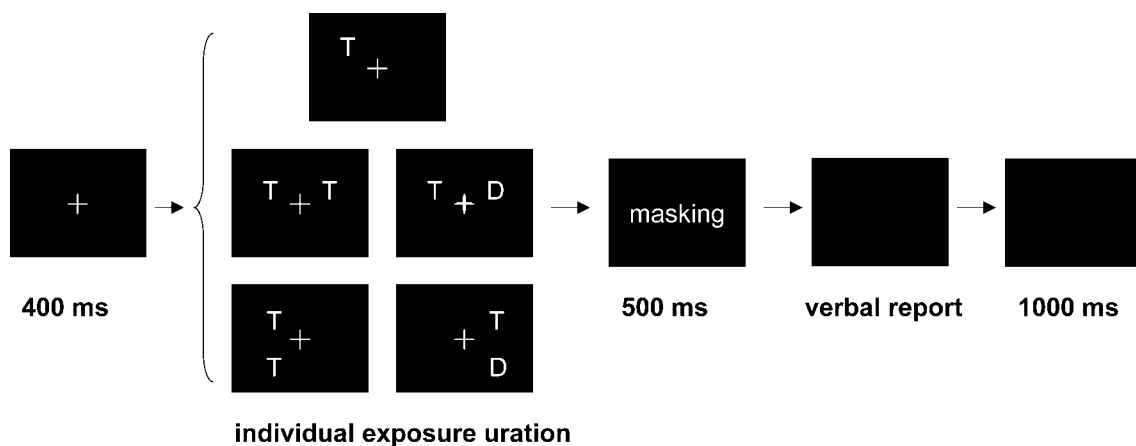 T
T T
T D
masking
400 ms
T
T
T
D
500 ms
verbal report
1000 ms
individual exposure uration